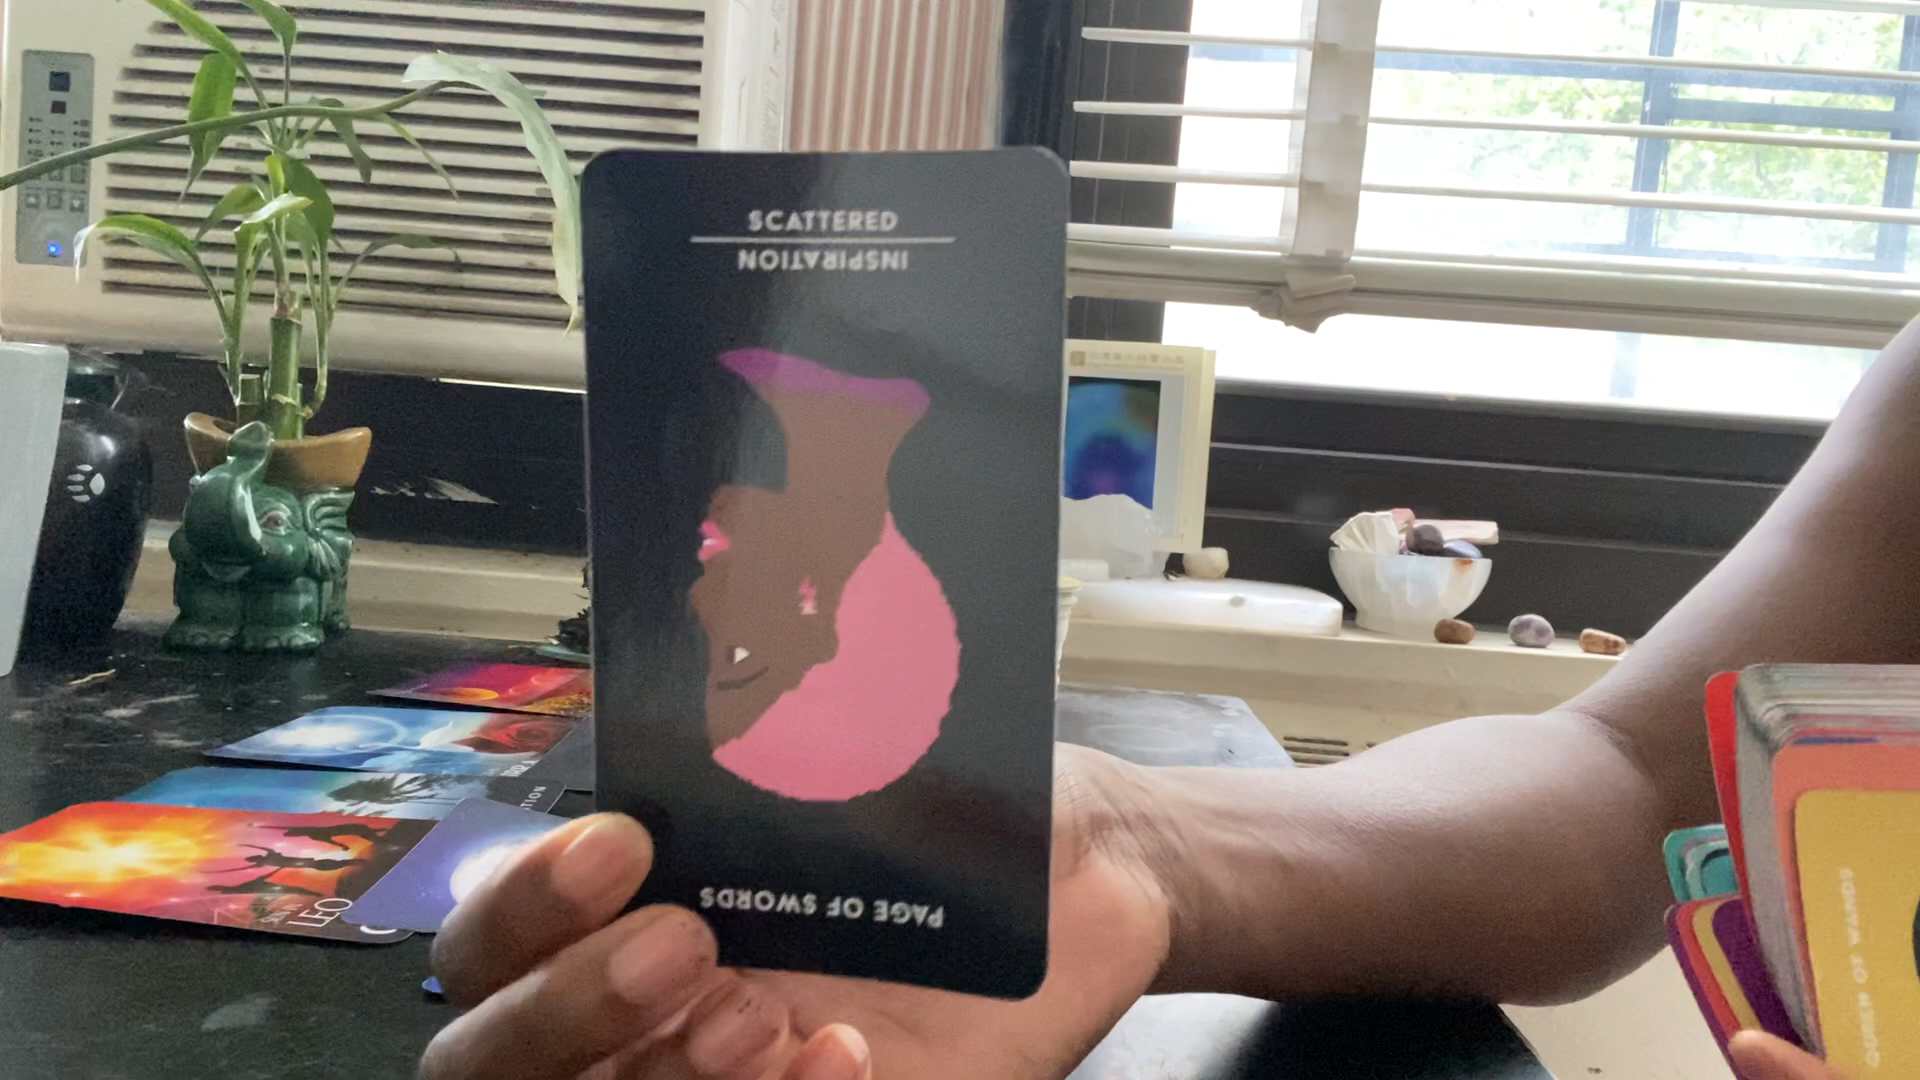 SCATTERED
INSPIRATION
PAGE OF SWORDS
LEO
QUEEN OF WANDS